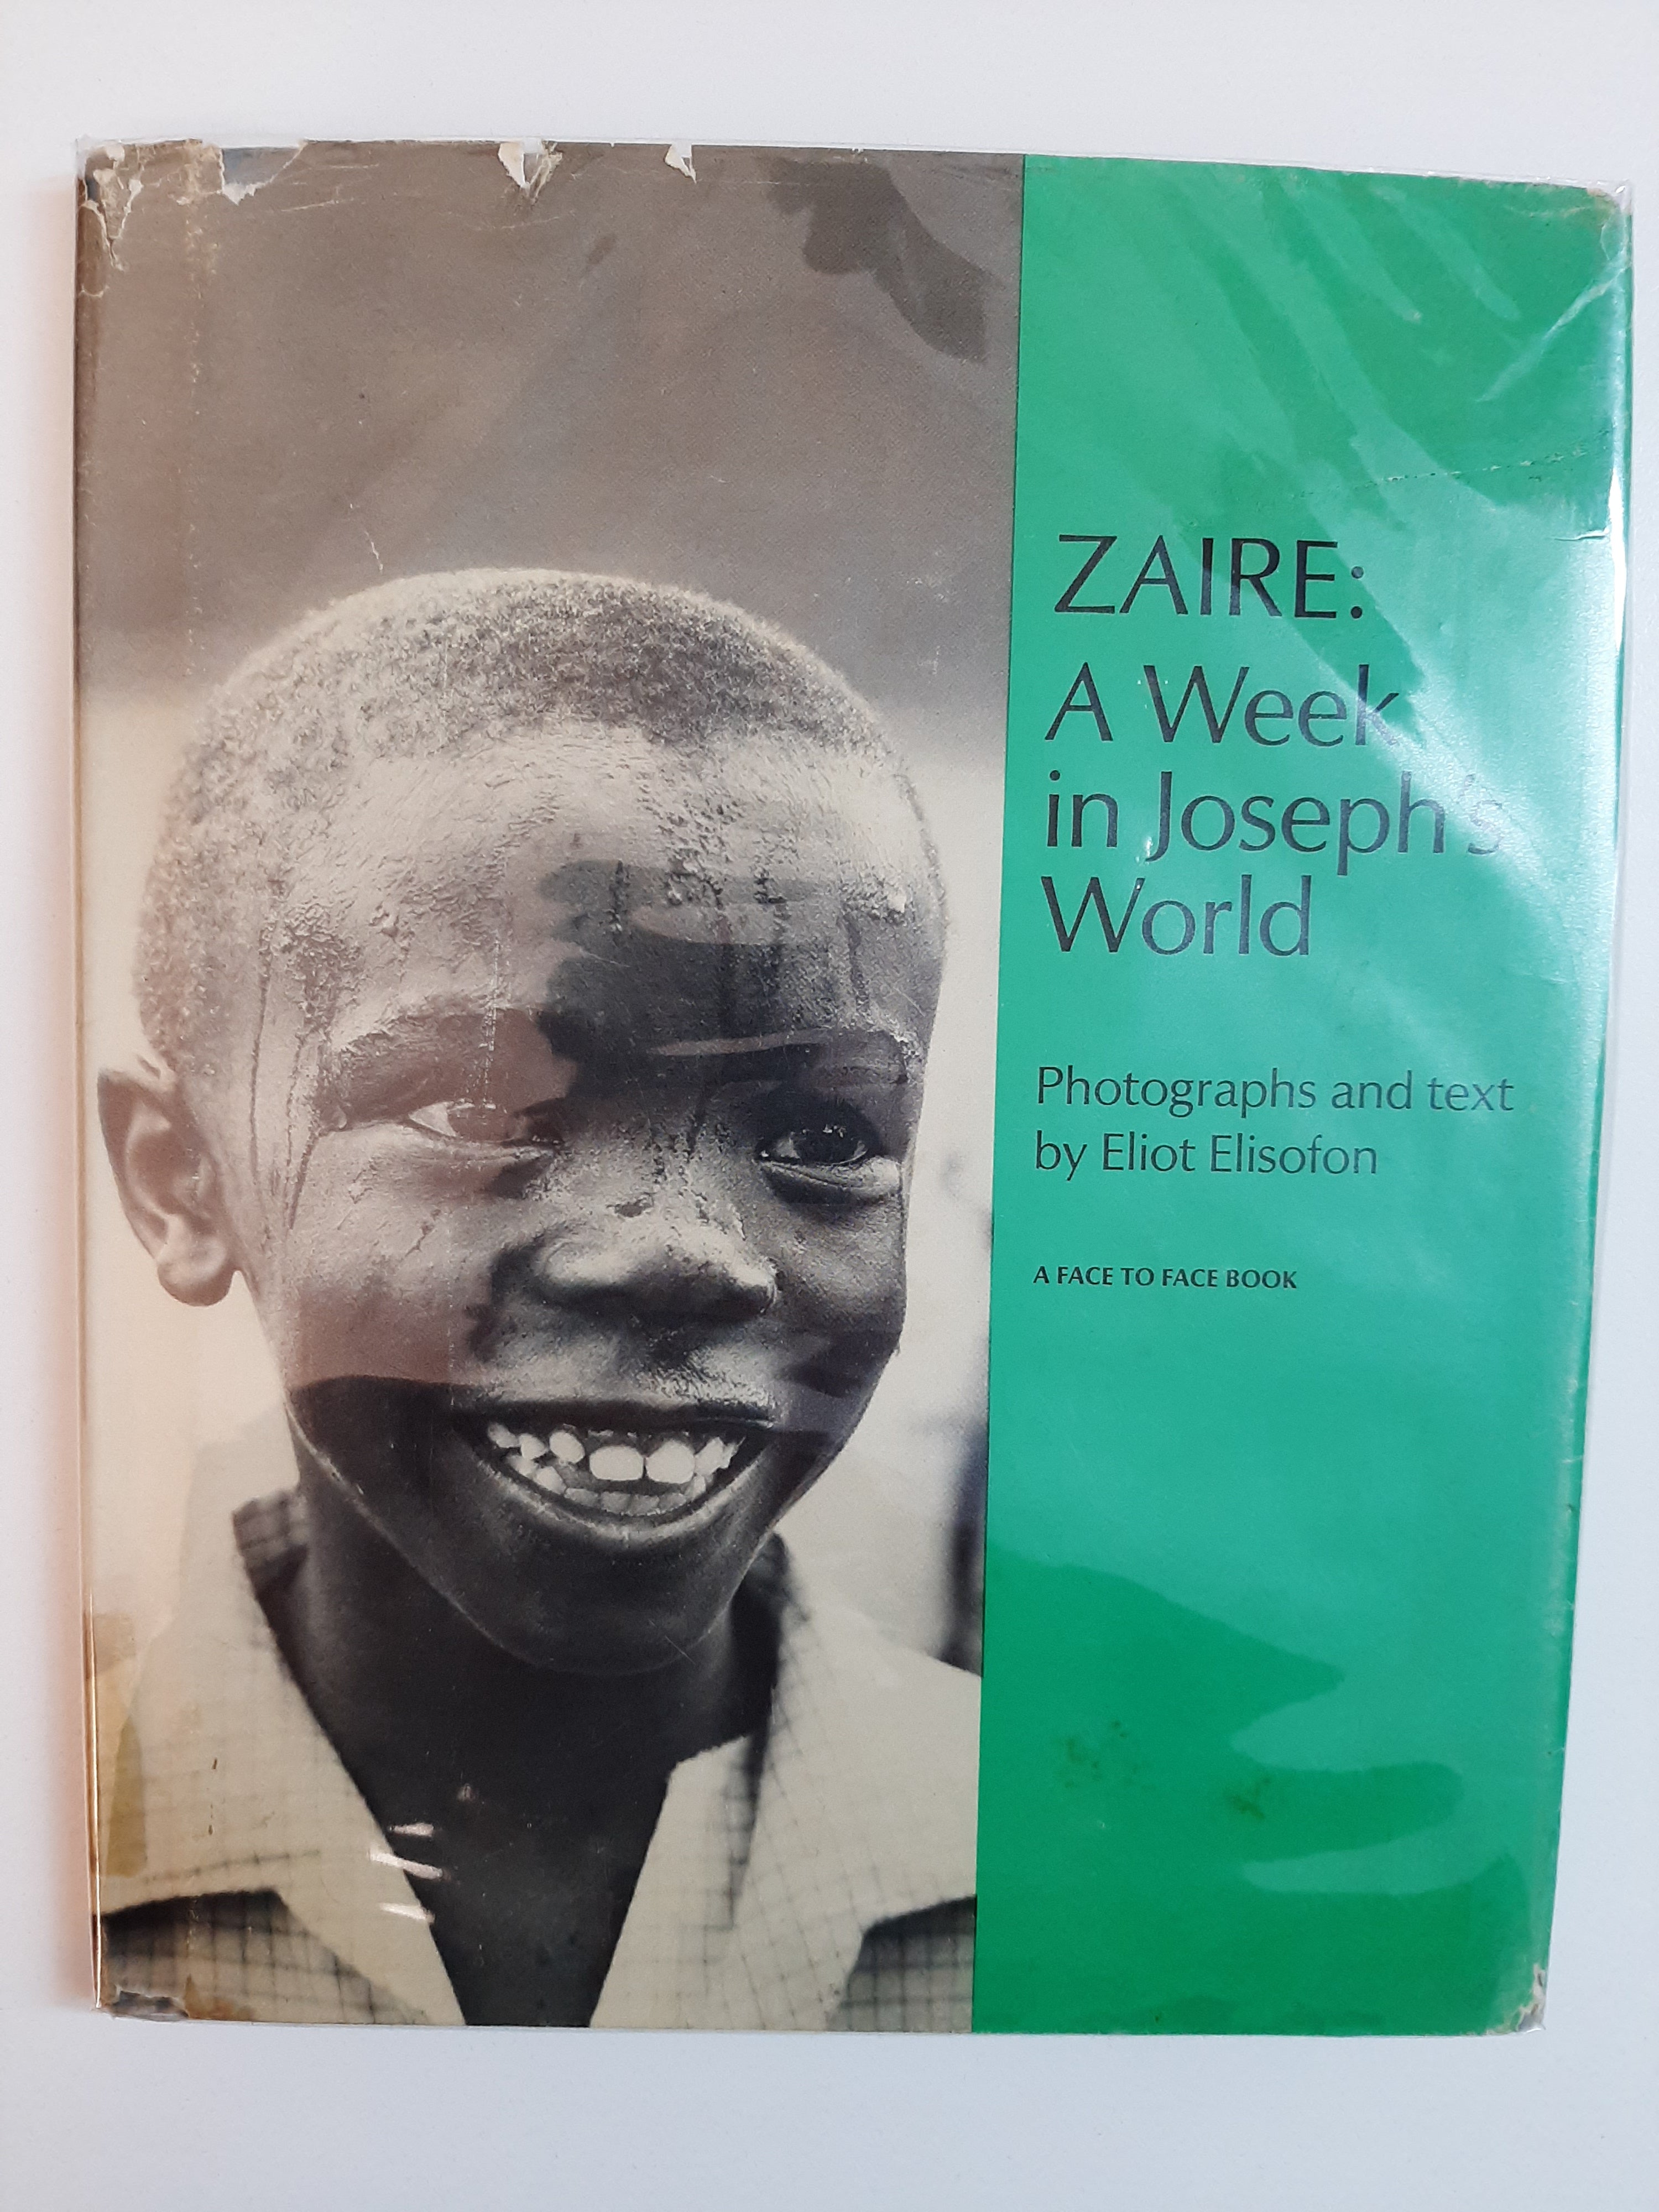 ZAIRE:
A Week
in Joseph's
World
Photographs and text
by Eliot Elisofon
A FACE TO FACE BOOK